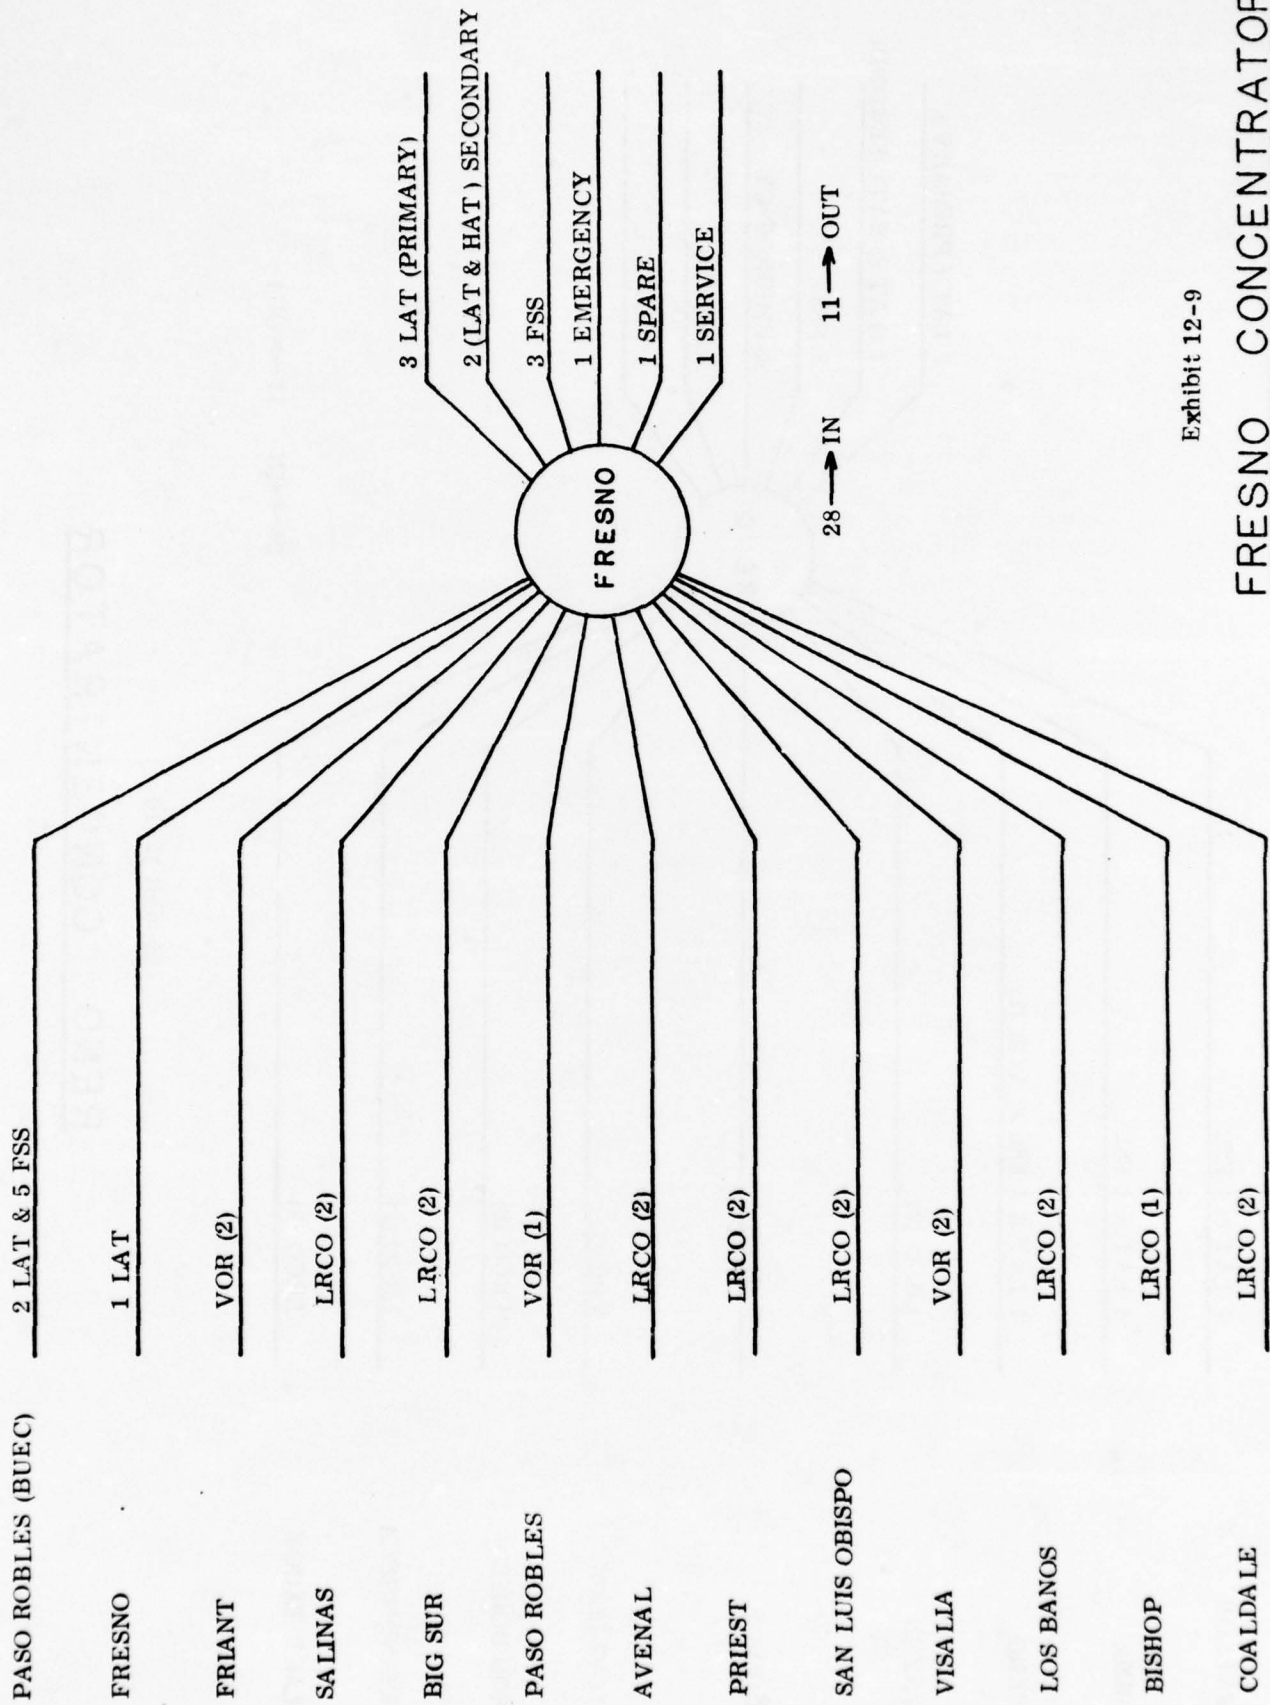 PASO ROBLES (BUEC) 2 LAT & 5 FSS
FRESNO 1 LAT
FRIANT VOR (2)
SALINAS LRCO (2)
BIG SUR LRCO (2)
PASO ROBLES VOR (1)
AVENAL LRCO (2)
PRIEST LRCO (2)
SAN LUIS OBISPO LRCO (2)
VISALIA VOR (2)
LOS BANOS LRCO (2)
BISHOP LRCO (1)
COALDALE LRCO (2)
FRESNO
3 LAT (PRIMARY)
2 (LAT & HAT) SECONDARY
3 FSS
1 EMERGENCY
1 SPARE
1 SERVICE
28→IN 11→OUT
Exhibit 12-9
FRESNO CONCENTRATOR